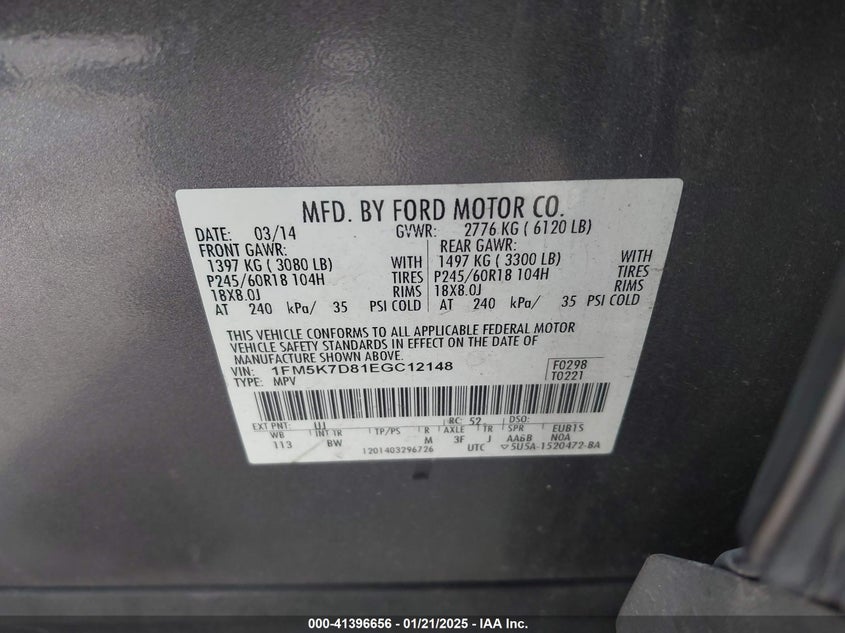 MFD. BY FORD MOTOR CO.
DATE: 03/14 GVWR: 2776 KG ( 6120 LB)
FRONT GAWR: REAR GAWR:
1397 KG ( 3080 LB) WITH 1497 KG ( 3300 LB) WITH
P245/60R18 104H TIRES P245/60R18 104H TIRES
18X8.0J RIMS 18X8.0J RIMS
AT 240 kPa/ 35 PSI COLD AT 240 kPa/ 35 PSI COLD
THIS VEHICLE CONFORMS TO ALL APPLICABLE FEDERAL MOTOR
VEHICLE SAFETY STANDARDS IN EFFECT ON THE DATE OF
MANUFACTURE SHOWN ABOVE.
VIN: 1FM5K7D81EGC12148 F0298
TYPE: MPV T0221
EXT PNT: UJ RC: 52 DSO:
WB INT TR TP/PS R AXLE TR SPR EUB1S
113 BW M 3F J AA6B N0A
1201403296726 UTC ▽5U5A-1520472-BA
000-41396656 - 01/21/2025 - IAA Inc.